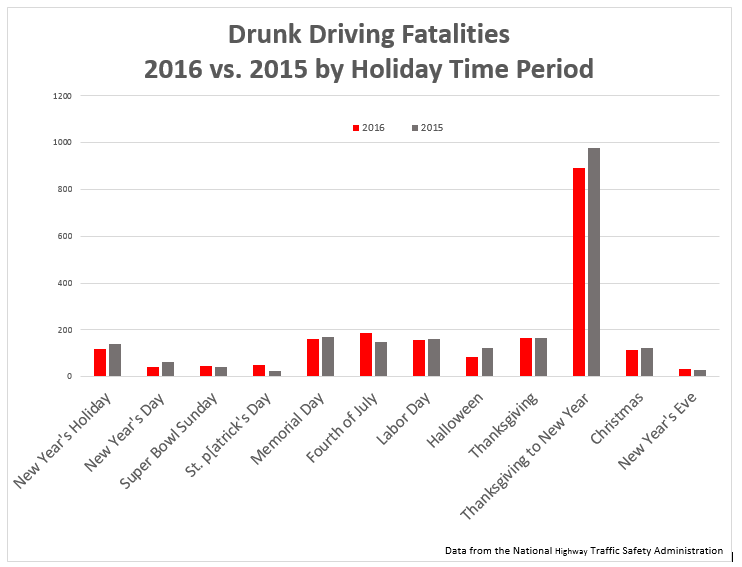 Drunk Driving Fatalities
2016 vs. 2015 by Holiday Time Period
1200
2016 2015
1000
800
600
400
200
0
New Year's Holiday
New Year's Day
Super Bowl Sunday
St. p[atrick's Day
Memorial Day
Fourth of July
Labor Day
Halloween
Thanksgiving
Thanksgiving to New Year
Christmas
New Year's Eve
Data from the National Highway Traffic Safety Administration